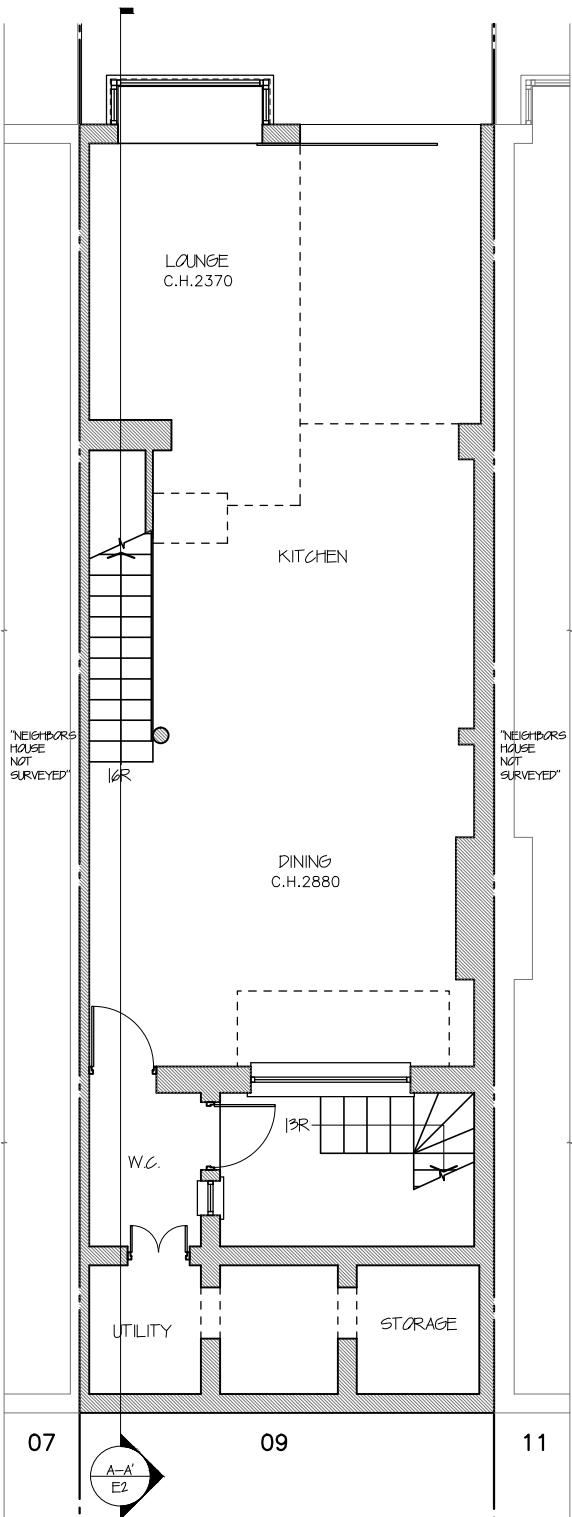 LOUNGE
C.H.2370
KITCHEN
"NEIGHBORS
HOUSE
NOT
SURVEYED"
"NEIGHBORS
HOUSE
NOT
SURVEYED"
16R
DINING
C.H.2880
13R
W.C.
UTILITY
STORAGE
07
09
11
A-A'
E2